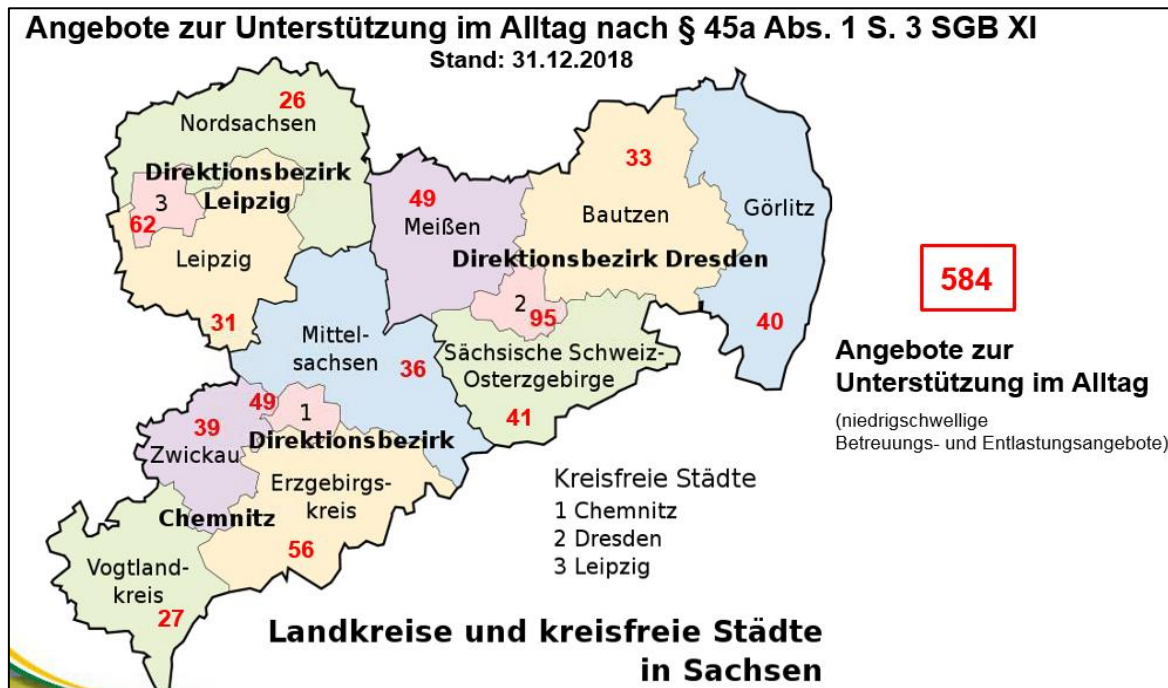 Angebote zur Unterstützung im Alltag nach § 45a Abs. 1 S. 3 SGB XI
Stand: 31.12.2018
26
Nordsachsen
Direktionsbezirk
Leipzig
3
62
Leipzig
31
49
Meißen
33
Bautzen
Görlitz
Direktionsbezirk Dresden
2
95
40
Mittel-
sachsen
36
Sächsische Schweiz-
Osterzgebirge
41
49
1
39
Zwickau
Direktionsbezirk
Chemnitz
Erzgebirgs-
kreis
56
Vogtland-
kreis
27
584
Angebote zur
Unterstützung im Alltag
(niedrigschwellige
Betreuungs- und Entlastungsangebote)
Kreisfreie Städte
1 Chemnitz
2 Dresden
3 Leipzig
Landkreise und kreisfreie Städte
in Sachsen